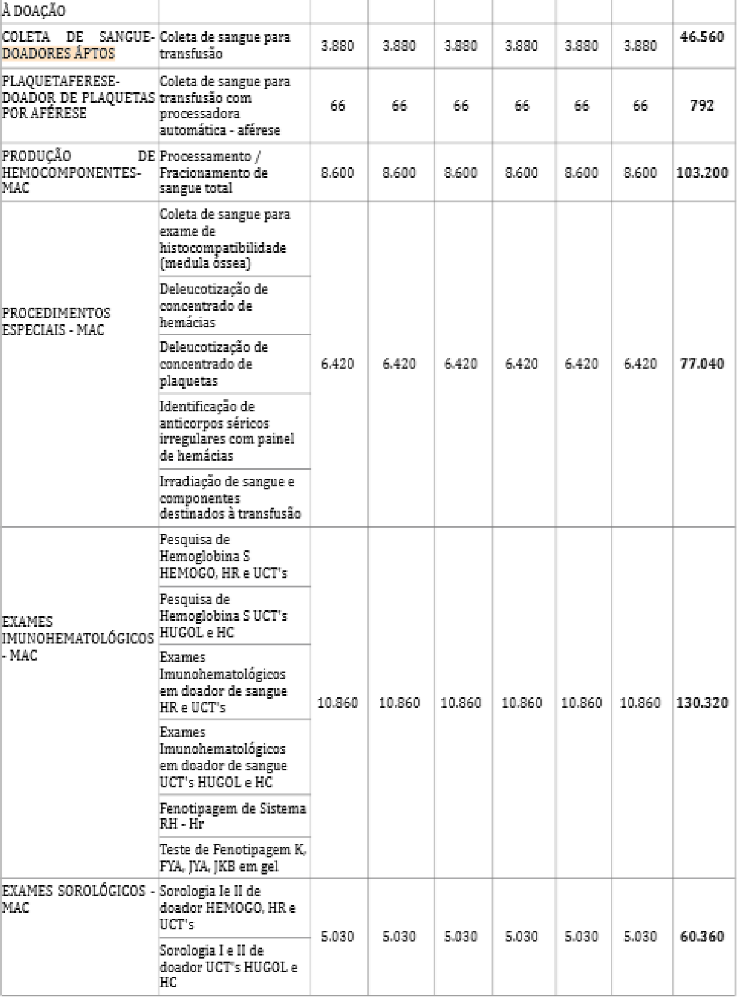 À DOAÇÃO
COLETA DE SANGUE-
DOADORES ÁPTOS
Coleta de sangue para
transfusão
3.880 3.880 3.880 3.880 3.880 3.880 46.560
PLAQUETAFERESE-
DOADOR DE PLAQUETAS
POR AFÉRESE
Coleta de sangue para
transfusão com
processadora
automática - aférese
66 66 66 66 66 66 792
PRODUÇÃO DE
HEMOCOMPONENTES-
MAC
Processamento /
Fracionamento de
sangue total
8.600 8.600 8.600 8.600 8.600 8.600 103.200
PROCEDIMENTOS
ESPECIAIS - MAC
Coleta de sangue para
exame de
histocompatibilidade
(medula óssea)
Deleucotização de
concentrado de
hemácias
Deleucotização de
concentrado de
plaquetas
Identificação de
anticorpos séricos
irregulares com painel
de hemácias
Irradiação de sangue e
componentes
destinados à transfusão
6.420 6.420 6.420 6.420 6.420 6.420 77.040
EXAMES
IMUNOHEMATOLÓGICOS
- MAC
Pesquisa de
Hemoglobina S
HEMOGO, HR e UCT's
Pesquisa de
Hemoglobina S UCT's
HUGOL e HC
Exames
Imunohematológicos
em doador de sangue
HR e UCT's
Exames
Imunohematológicos
em doador de sangue
UCT's HUGOL e HC
Fenotipagem de Sistema
RH - Hr
Teste de Fenotipagem K,
FYA, JYA, JKB em gel
10.860 10.860 10.860 10.860 10.860 10.860 130.320
EXAMES SOROLÓGICOS -
MAC
Sorologia Ie II de
doador HEMOGO, HR e
UCT's
Sorologia I e II de
doador UCT's HUGOL e
HC
5.030 5.030 5.030 5.030 5.030 5.030 60.360